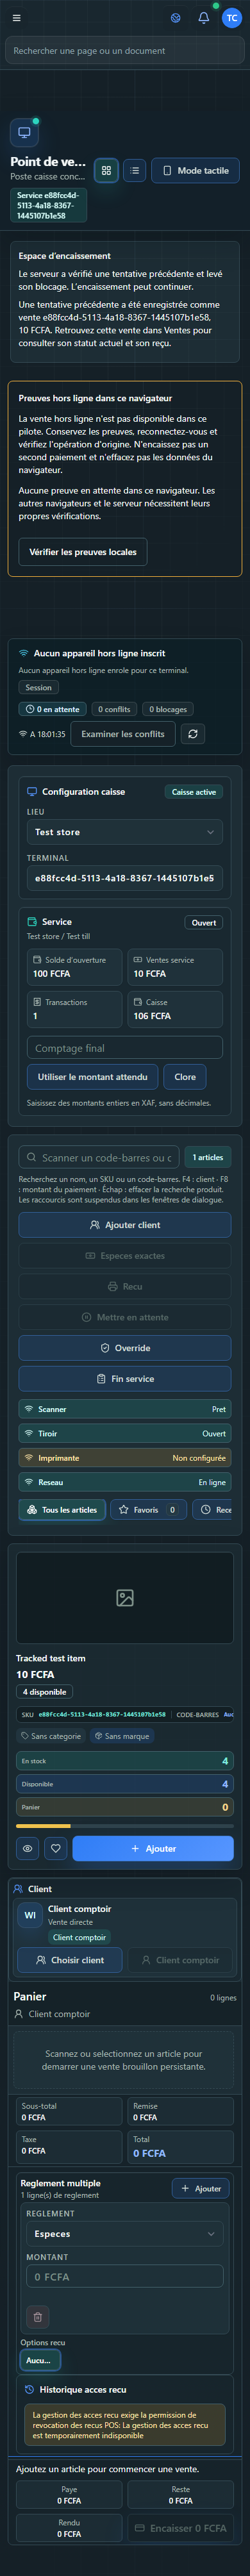 TC
Rechercher une page ou un document
Point de ve...
Poste caisse conc...
Service e88fcc4d-
5113-4a18-8367-
1445107b1e58
Mode tactile
Espace d'encaissement
Le serveur a vérifié une tentative précédente et levé
son blocage. L'encaissement peut continuer.
Une tentative précédente a été enregistrée comme
vente e88fcc4d-5113-4a18-8367-1445107b1e58,
10 FCFA. Retrouvez cette vente dans Ventes pour
consulter son statut actuel et son reçu.
Preuves hors ligne dans ce navigateur
La vente hors ligne n'est pas disponible dans ce
pilote. Conservez les preuves, reconnectez-vous et
vérifiez l'opération d'origine. N'encaissez pas un
second paiement et n'effacez pas les données du
navigateur.
Aucune preuve en attente dans ce navigateur. Les
autres navigateurs et le serveur nécessitent leurs
propres vérifications.
Vérifier les preuves locales
Aucun appareil hors ligne inscrit
Aucun appareil hors ligne enrole pour ce terminal.
Session
0 en attente
0 conflits
0 blocages
A 18:01:35
Examiner les conflits
Configuration caisse
Caisse active
LIEU
Test store
TERMINAL
e88fcc4d-5113-4a18-8367-1445107b1e5
Service
Ouvert
Test store / Test till
Solde d'ouverture
100 FCFA
Ventes service
10 FCFA
Transactions
1
Caisse
106 FCFA
Comptage final
Utiliser le montant attendu
Clore
Saisissez des montants entiers en XAF, sans décimales.
Scanner un code-barres ou c
1 articles
Recherchez un nom, un SKU ou un code-barres. F4 : client · F8
: montant du paiement · Échap : effacer la recherche produit.
Les raccourcis sont suspendus dans les fenêtres de dialogue.
Ajouter client
Especes exactes
Recu
Mettre en attente
Override
Fin service
Scanner
Pret
Tiroir
Ouvert
Imprimante
Non configurée
Reseau
En ligne
Tous les articles
Favoris
0
Rece
Tracked test item
10 FCFA
4 disponible
SKU
e88fcc4d-5113-4a18-8367-1445107b1e58
CODE-BARRES
Auc
Sans categorie
Sans marque
En stock
4
Disponible
4
Panier
0
Ajouter
Client
WI
Client comptoir
Vente directe
Client comptoir
Choisir client
Client comptoir
Panier
0 lignes
Client comptoir
Scannez ou selectionnez un article pour
demarrer une vente brouillon persistante.
Sous-total
0 FCFA
Remise
0 FCFA
Taxe
0 FCFA
Total
0 FCFA
Reglement multiple
1 ligne(s) de reglement
Ajouter
REGLEMENT
Especes
MONTANT
0 FCFA
Options recu
Aucu...
Historique acces recu
La gestion des acces recu exige la permission de
revocation des recus POS: La gestion des acces recu
est temporairement indisponible
Ajoutez un article pour commencer une vente.
Paye
0 FCFA
Reste
0 FCFA
Rendu
0 FCFA
Encaisser 0 FCFA